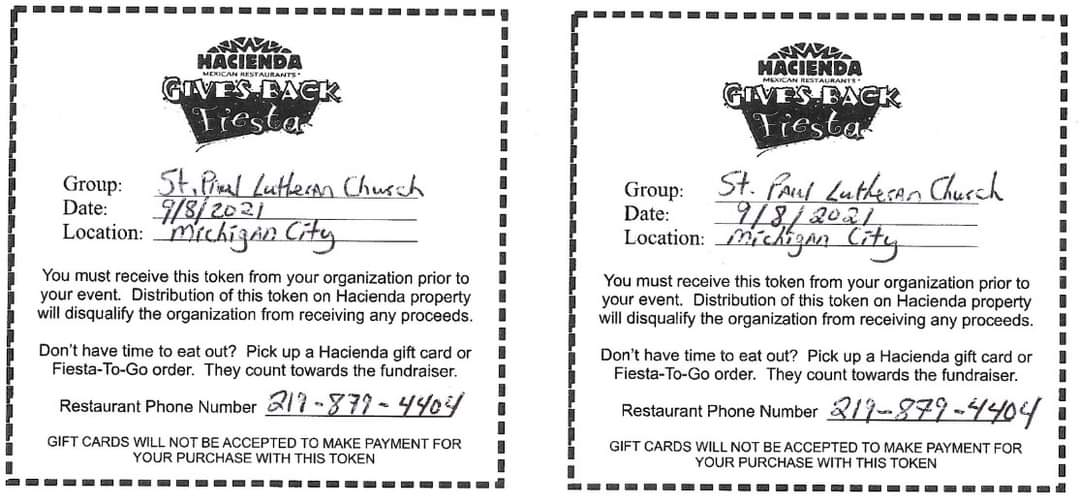 HACIENDA
MEXICAN RESTAURANTS
GIVES BACK
Fiesta
Group: St. Paul Lutheran Church
Date: 9/8/2021
Location: Michigan City
You must receive this token from your organization prior to
your event. Distribution of this token on Hacienda property
will disqualify the organization from receiving any proceeds.
Don't have time to eat out? Pick up a Hacienda gift card or
Fiesta-To-Go order. They count towards the fundraiser.
Restaurant Phone Number 219-879-4404
GIFT CARDS WILL NOT BE ACCEPTED TO MAKE PAYMENT FOR
YOUR PURCHASE WITH THIS TOKEN
HACIENDA
MEXICAN RESTAURANTS
GIVES BACK
Fiesta
Group: St. Paul Lutheran Church
Date: 9/8/2021
Location: Michigan City
You must receive this token from your organization prior to
your event. Distribution of this token on Hacienda property
will disqualify the organization from receiving any proceeds.
Don't have time to eat out? Pick up a Hacienda gift card or
Fiesta-To-Go order. They count towards the fundraiser.
Restaurant Phone Number 219-879-4404
GIFT CARDS WILL NOT BE ACCEPTED TO MAKE PAYMENT FOR
YOUR PURCHASE WITH THIS TOKEN